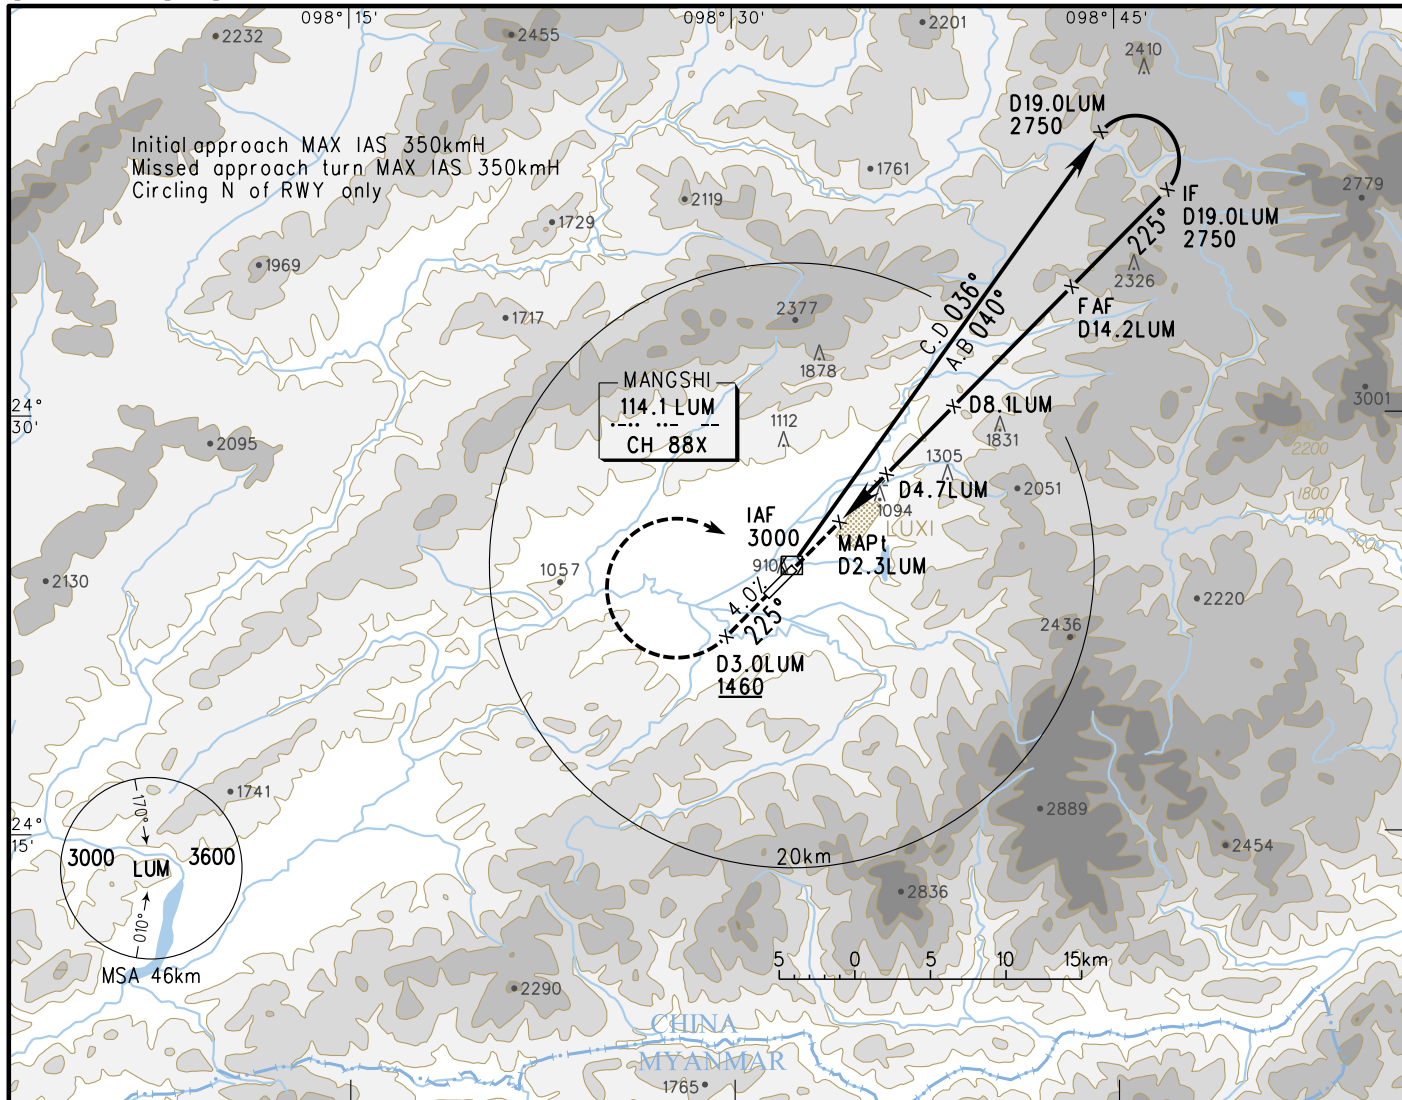 098°15'
098°30'
098°45'
2232
2455
2201
2410
D19.0LUM
2750
Initial approach MAX IAS 350kmH
Missed approach turn MAX IAS 350kmH
Circling N of RWY only
1761
2119
2779
1729
IF
D19.0LUM
2750
225°
1969
2326
036°
C.D
040°
A.B
FAF
D14.2LUM
1717
2377
1878
MANGSHI
114.1 LUM
CH 88X
24°
30'
3001
D8.1LUM
1112
1831
2095
2200
1305
D4.7LUM
2051
1800
1400
1094
LUXI
IAF
3000
MAPt
D2.3LUM
910
1057
2130
4.0%
225°
2220
2436
D3.0LUM
1460
1741
170°
2889
24°
15'
3000
3600
LUM
2454
20km
2836
010°
MSA 46km
5 0 5 10 15km
2290
CHINA
MYANMAR
1765